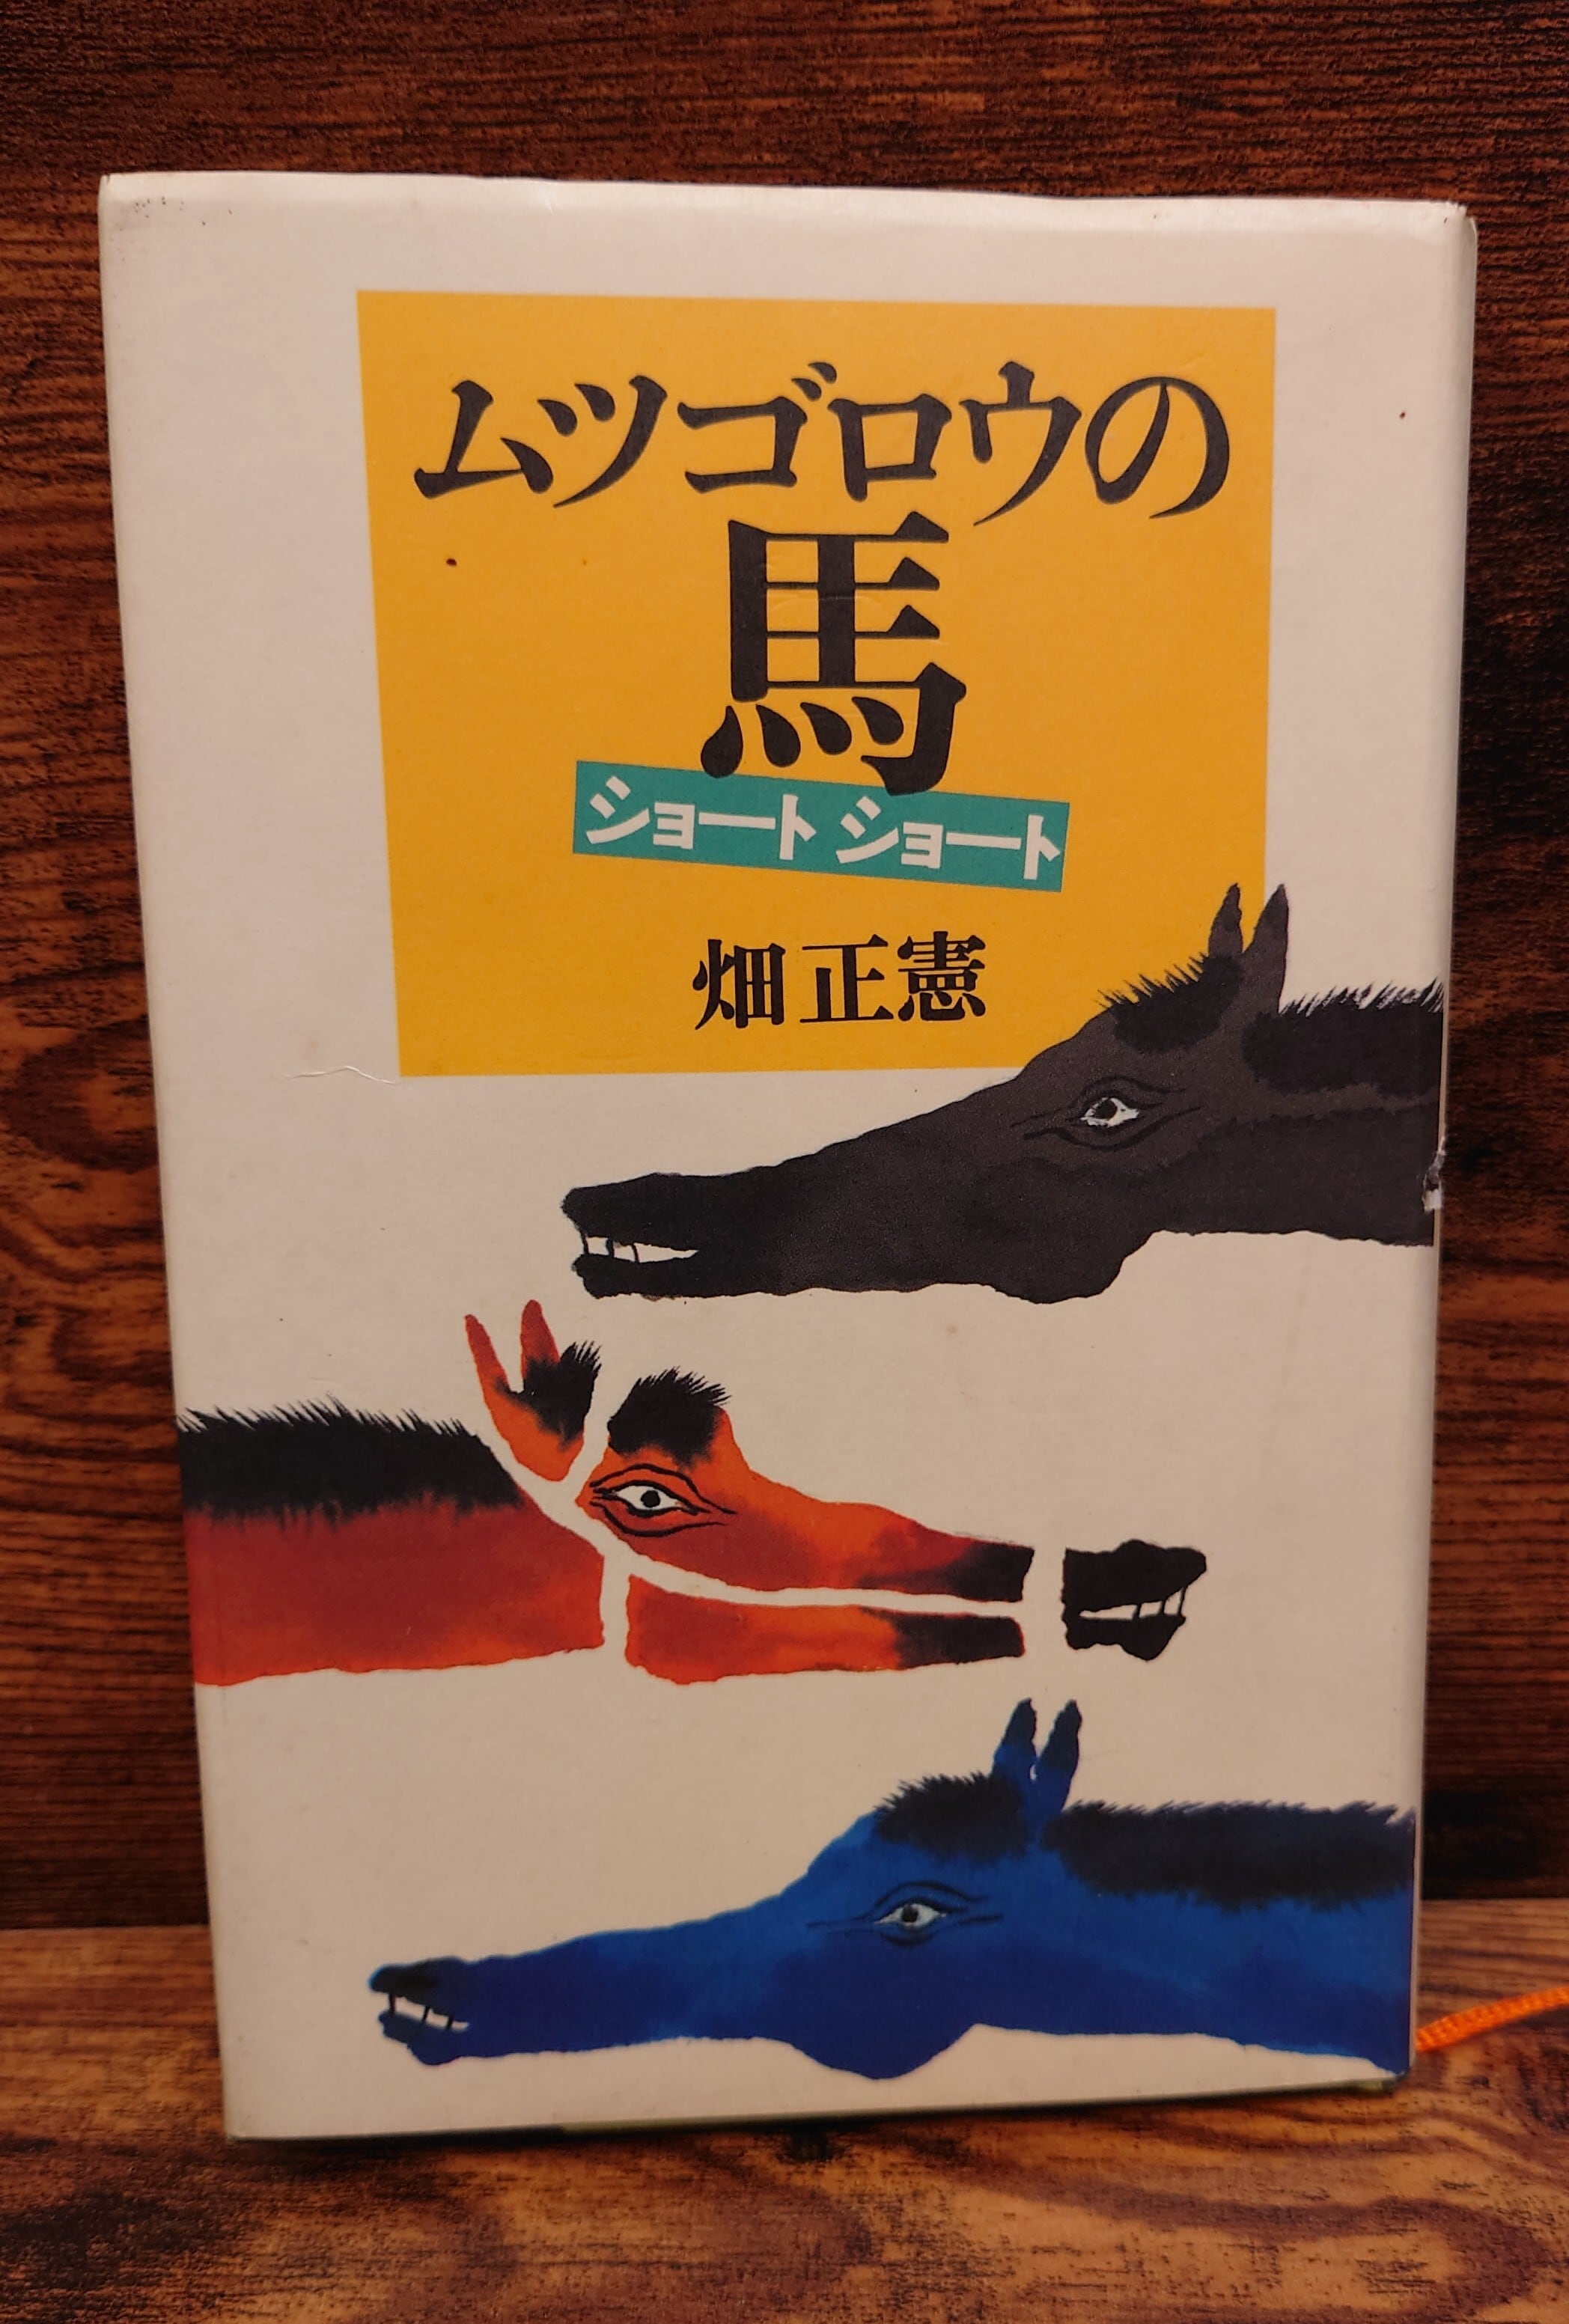 ムツゴロウの
馬
ショートショート
畑正憲